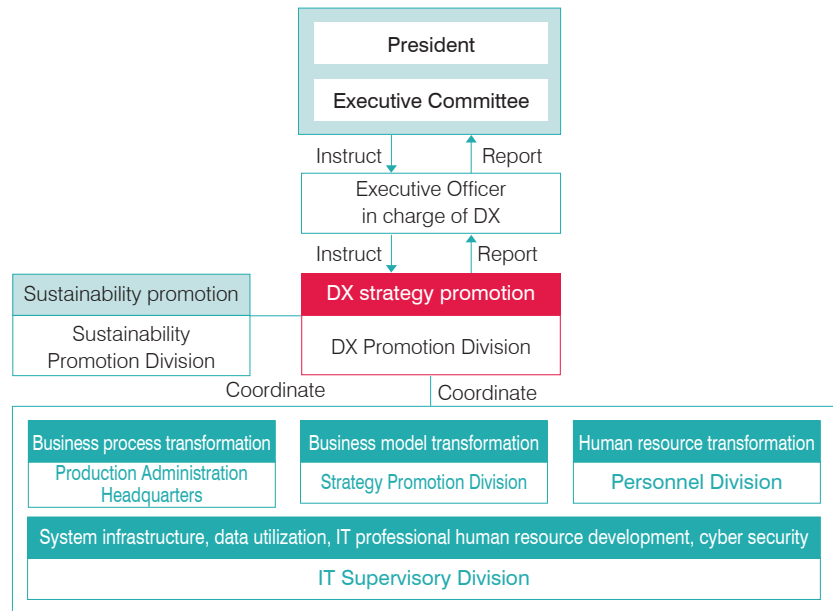 President
Executive Committee
Instruct
Report
Executive Officer
in charge of DX
Instruct
Report
Sustainability promotion
Sustainability
Promotion Division
DX strategy promotion
DX Promotion Division
Coordinate
Coordinate
Business process transformation
Production Administration
Headquarters
Business model transformation
Strategy Promotion Division
Human resource transformation
Personnel Division
System infrastructure, data utilization, IT professional human resource development, cyber security
IT Supervisory Division